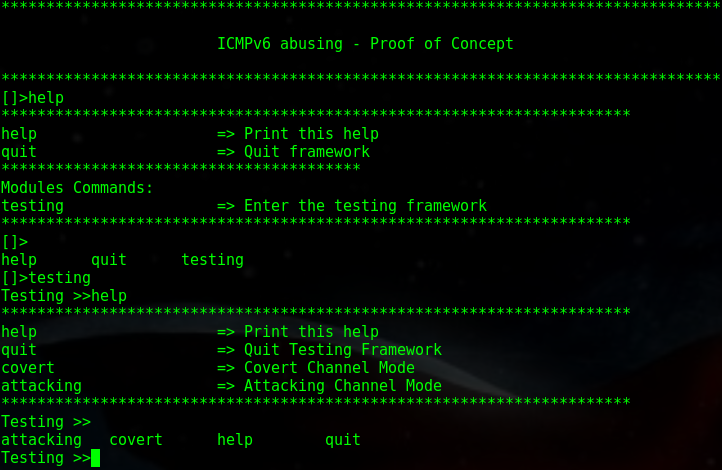 ********************************************************************************
ICMPv6 abusing - Proof of Concept
********************************************************************************
[]>help
**********************************************************************
help                    => Print this help
quit                    => Quit framework
****************************************
Modules Commands:
testing                 => Enter the testing framework
**********************************************************************
[]>
help      quit      testing
[]>testing
Testing >>help
**********************************************************************
help                    => Print this help
quit                    => Quit Testing Framework
covert                  => Covert Channel Mode
attacking               => Attacking Channel Mode
**********************************************************************
Testing >>
attacking   covert      help        quit
Testing >>